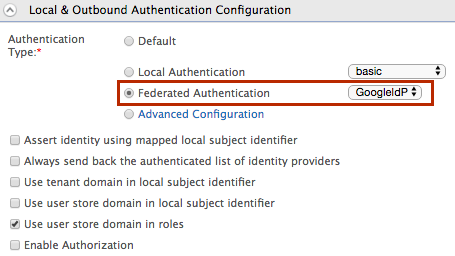 Local & Outbound Authentication Configuration
Authentication Type:*
Default
Local Authentication basic
Federated Authentication GoogleIdP
Advanced Configuration
Assert identity using mapped local subject identifier
Always send back the authenticated list of identity providers
Use tenant domain in local subject identifier
Use user store domain in local subject identifier
Use user store domain in roles
Enable Authorization